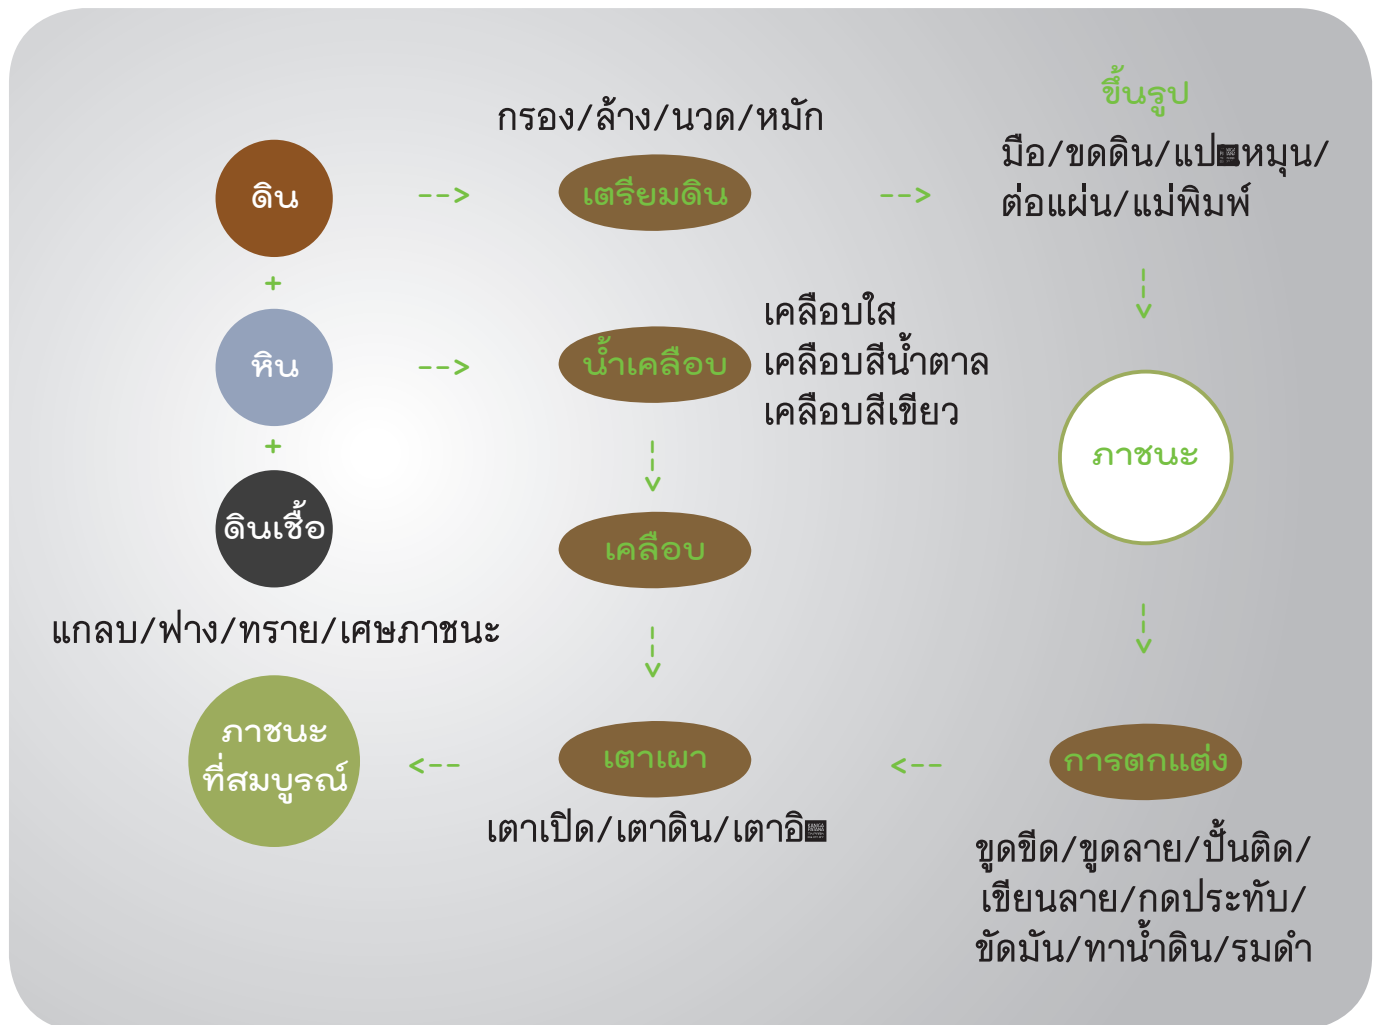 กรอง/ล้าง/นวด/หมัก
ขึ้นรูป
ดิน
-->
เตรียมดิน
-->
มือ/ขดดิน/
ต่อแผ่น/แม่พิมพ์
+
หิน
-->
น้ำเคลือบ
เคลือบใส
เคลือบสีน้ำตาล
เคลือบสีเขียว
-->
+
ดินเชื้อ
แกลบ/ฟาง/ทราย/เศษภาชนะ
-->
เคลือบ
-->
ภาชนะ
-->
การตกแต่ง
ขูดขีด/ขูดลาย/ปั้นติด/
เขียนลาย/กดประทับ/
ขัดมัน/ทาน้ำดิน/รมดำ
<--
เตาเผา
เตาเปิด/เตาดิน/
<--
ภาชนะ
ที่สมบูรณ์